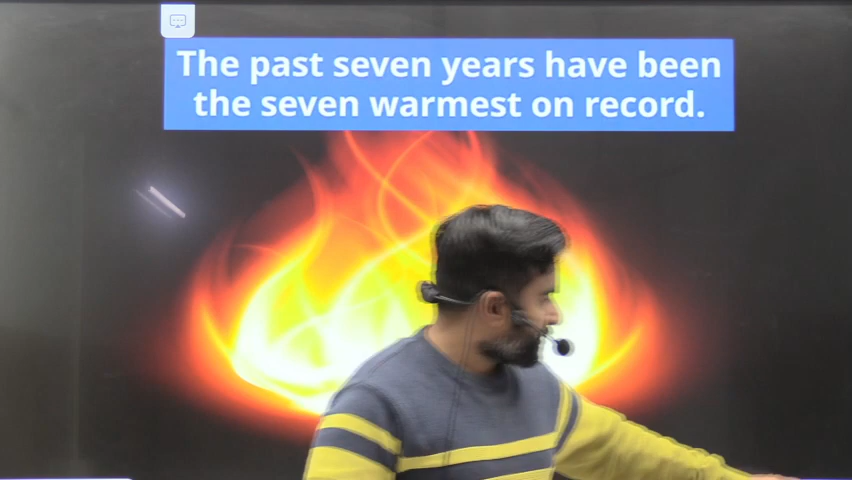 The past seven years have been
the seven warmest on record.